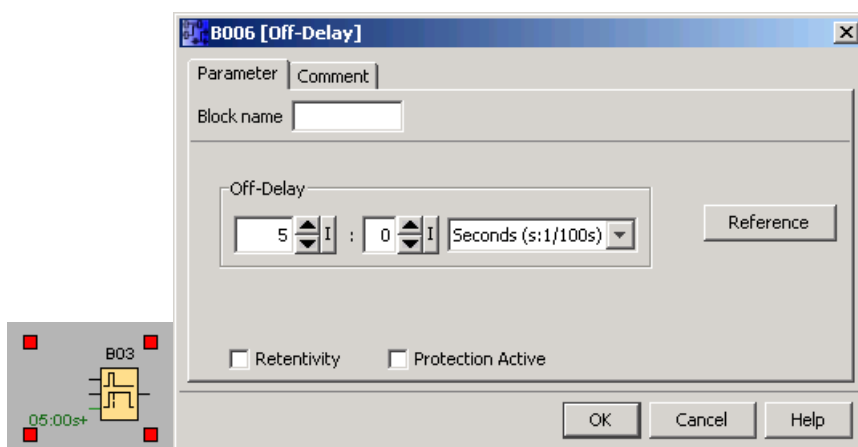 B006 [Off-Delay]
Parameter Comment
Block name
Off-Delay
5 I : 0 I Seconds (s:1/100s)
Reference
Retentivity Protection Active
OK Cancel Help
B03
05:00s+